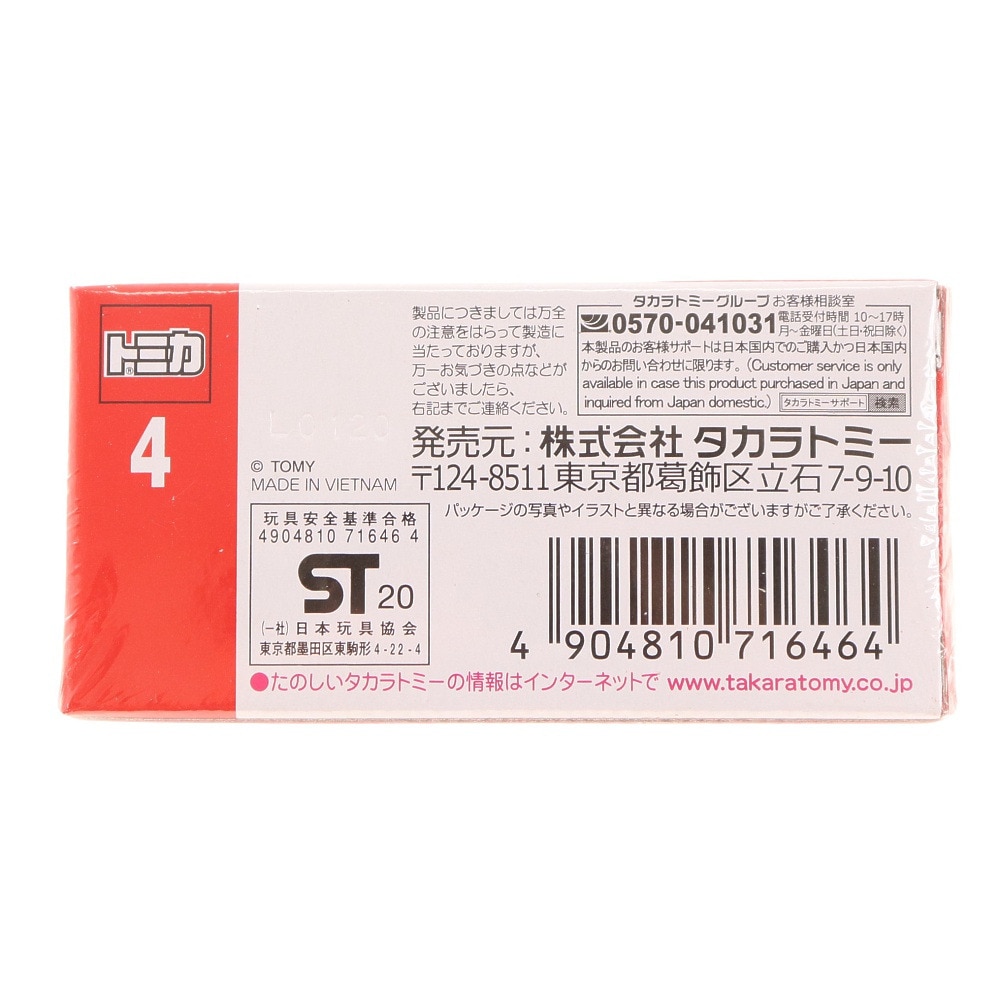 トミカ
®
4
製品につきましては万全
の注意をはらって製造に
当たっておりますが、
万一お気づきの点などが
ございましたら、
右記までご連絡ください。
タカラトミーグループ お客様相談室
0570-041031 電話受付時間 10〜17時
月〜金曜日(土日・祝日除く)
本製品のお客様サポートは日本国内でのご購入かつ日本国内
からのお問い合わせに限ります。(Customer service is only
available in case this product purchased in Japan and
inquired from Japan domestic.) タカラトミーサポート 検索
発売元:株式会社 タカラトミー
〒124-8511 東京都葛飾区立石 7-9-10
パッケージの写真やイラストと異なる場合がございますがご了承ください。
© TOMY
MADE IN VIETNAM
玩具安全基準合格
4904810 71646 4
ST 20
(一社)日本玩具協会
東京都墨田区東駒形4-22-4
4 904810 716464
●たのしいタカラトミーの情報はインターネットで www.takaratomy.co.jp